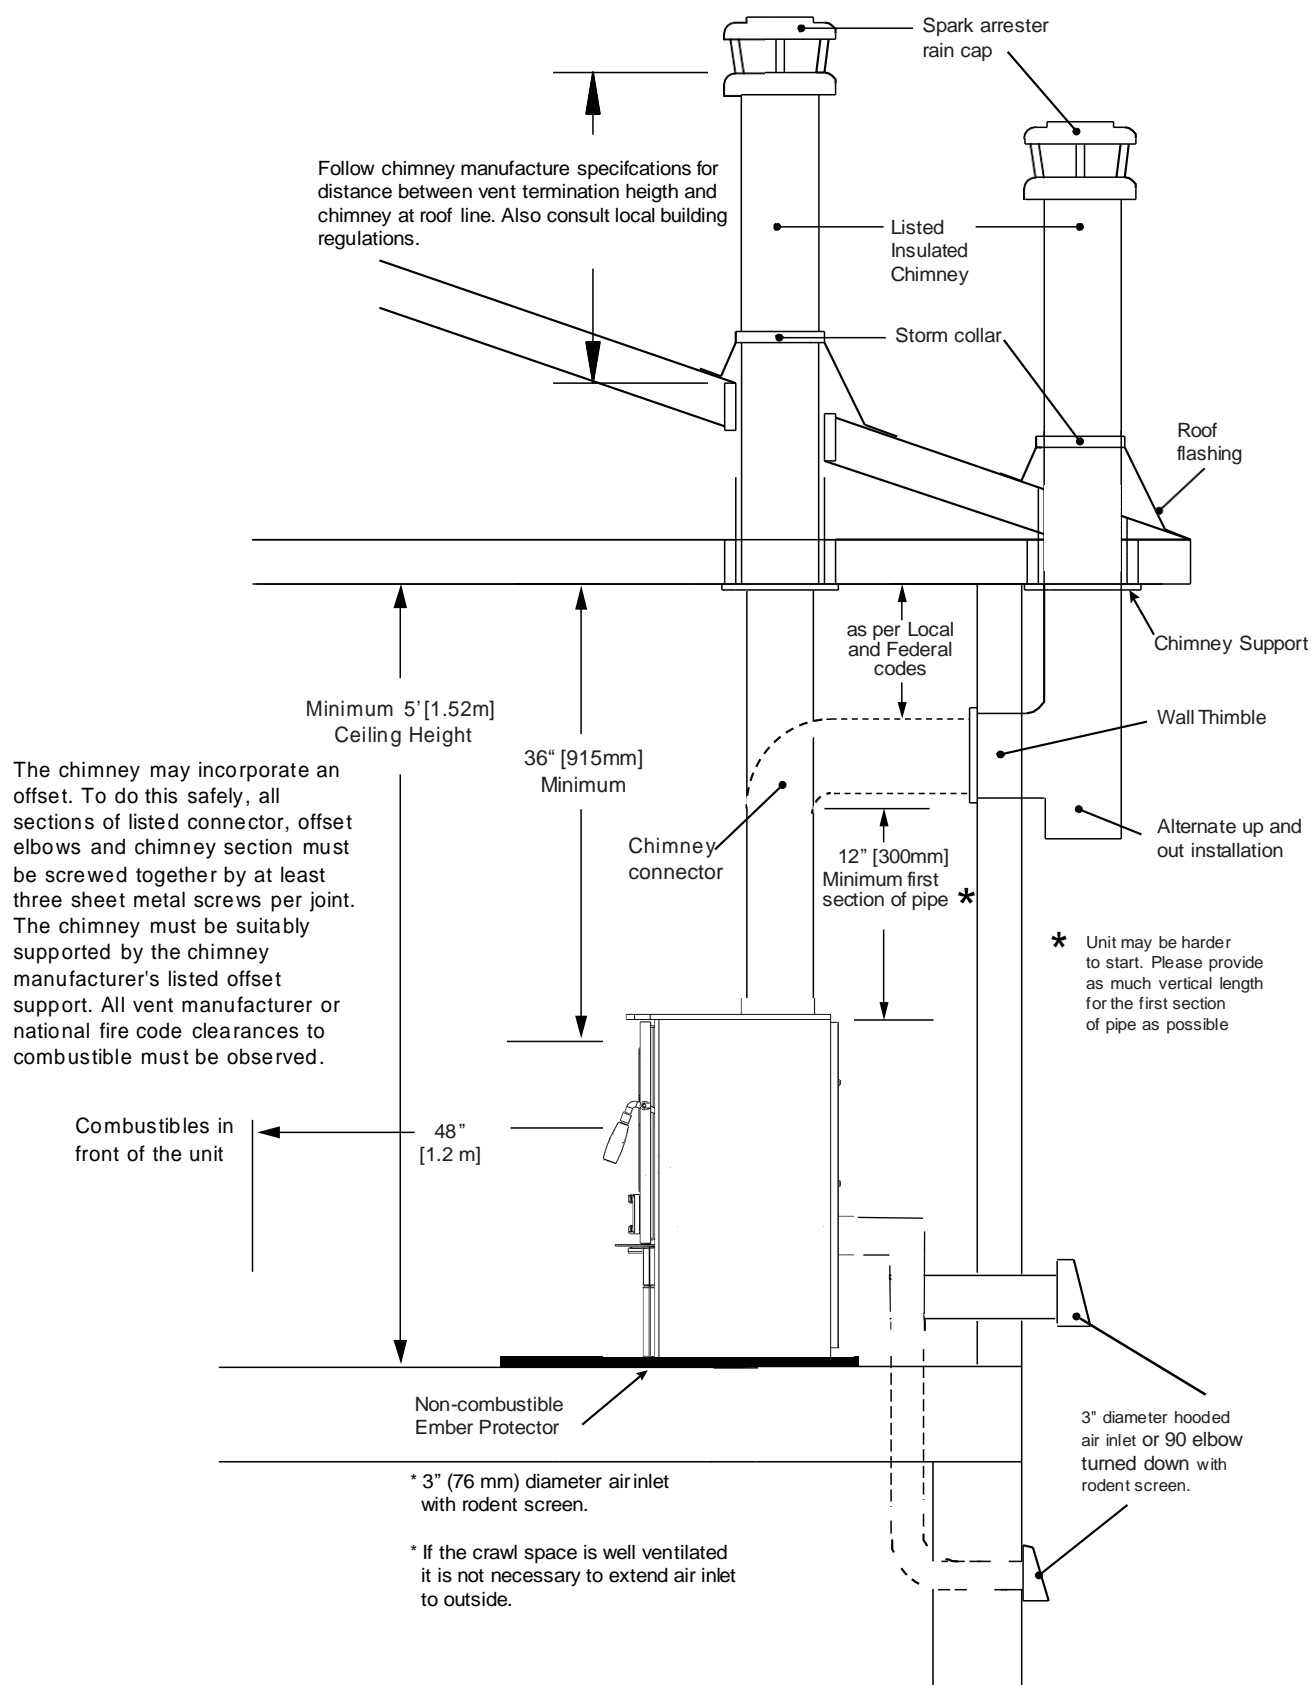 Spark arrester
rain cap
Follow chimney manufacture specifcations for
distance between vent termination heigth and
chimney at roof line. Also consult local building
regulations.
Listed
Insulated
Chimney
Storm collar
Roof
flashing
as per Local
and Federal
codes
Chimney Support
Minimum 5’[1.52m]
Ceiling Height
Wall Thimble
36“ [915mm]
Minimum
The chimney may incorporate an
offset. To do this safely, all
sections of listed connector, offset
elbows and chimney section must
be screwed together by at least
three sheet metal screws per joint.
The chimney must be suitably
supported by the chimney
manufacturer's listed offset
support. All vent manufacturer or
national fire code clearances to
combustible must be observed.
Chimney
connector
12” [300mm]
Minimum first
section of pipe *
Alternate up and
out installation
* Unit may be harder
to start. Please provide
as much vertical length
for the first section
of pipe as possible
Combustibles in
front of the unit
48”
[1.2 m]
Non-combustible
Ember Protector
3" diameter hooded
air inlet or 90 elbow
turned down with
rodent screen.
* 3” (76 mm) diameter air inlet
with rodent screen.
* If the crawl space is well ventilated
it is not necessary to extend air inlet
to outside.